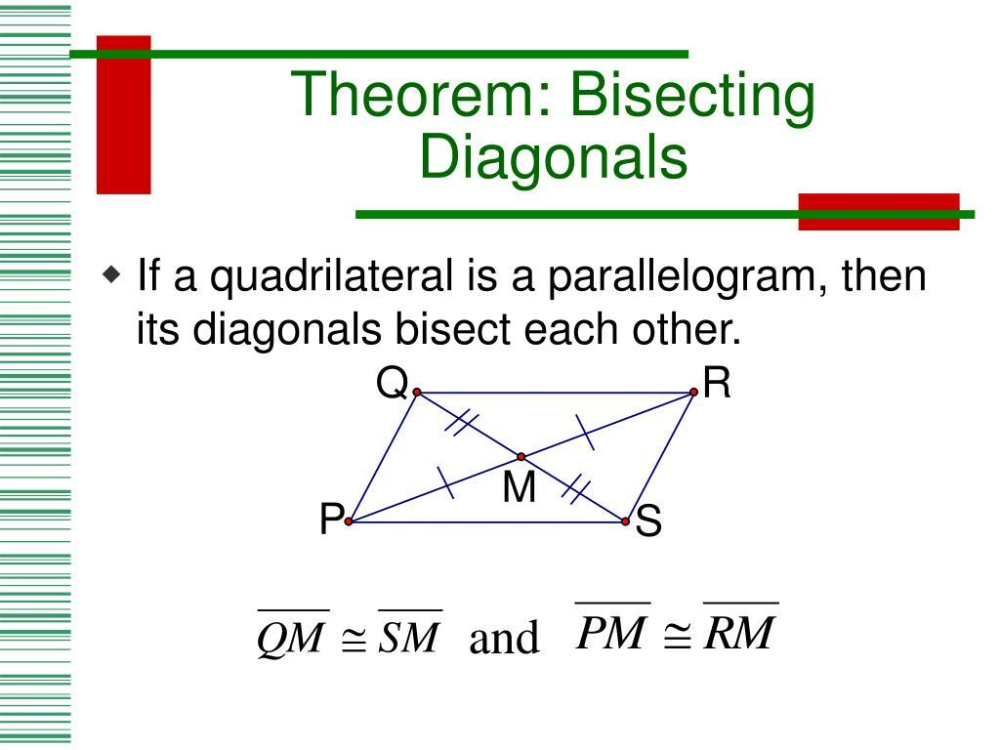 Theorem: Bisecting
Diagonals
If a quadrilateral is a parallelogram, then
its diagonals bisect each other.
Q R
M
P S
QM ≅ SM and PM ≅ RM